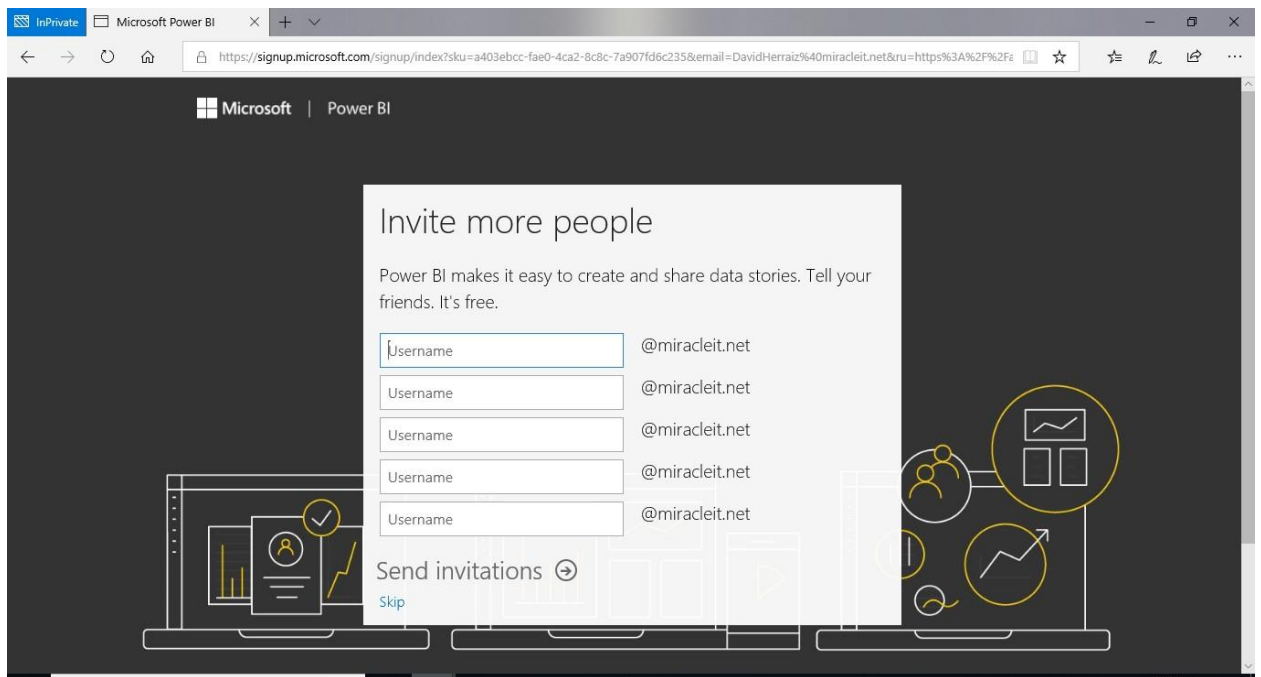 InPrivate
Microsoft Power BI
https://signup.microsoft.com/signup/index?sku=a403ebcc-fae0-4ca2-8c8c-7a907fd6c235&email=DavidHerraiz%40miracleit.net&ru=https%3A%2F%2Fa
Microsoft | Power BI
Invite more people
Power BI makes it easy to create and share data stories. Tell your
friends. It's free.
Username @miracleit.net
Username @miracleit.net
Username @miracleit.net
Username @miracleit.net
Username @miracleit.net
Send invitations
Skip